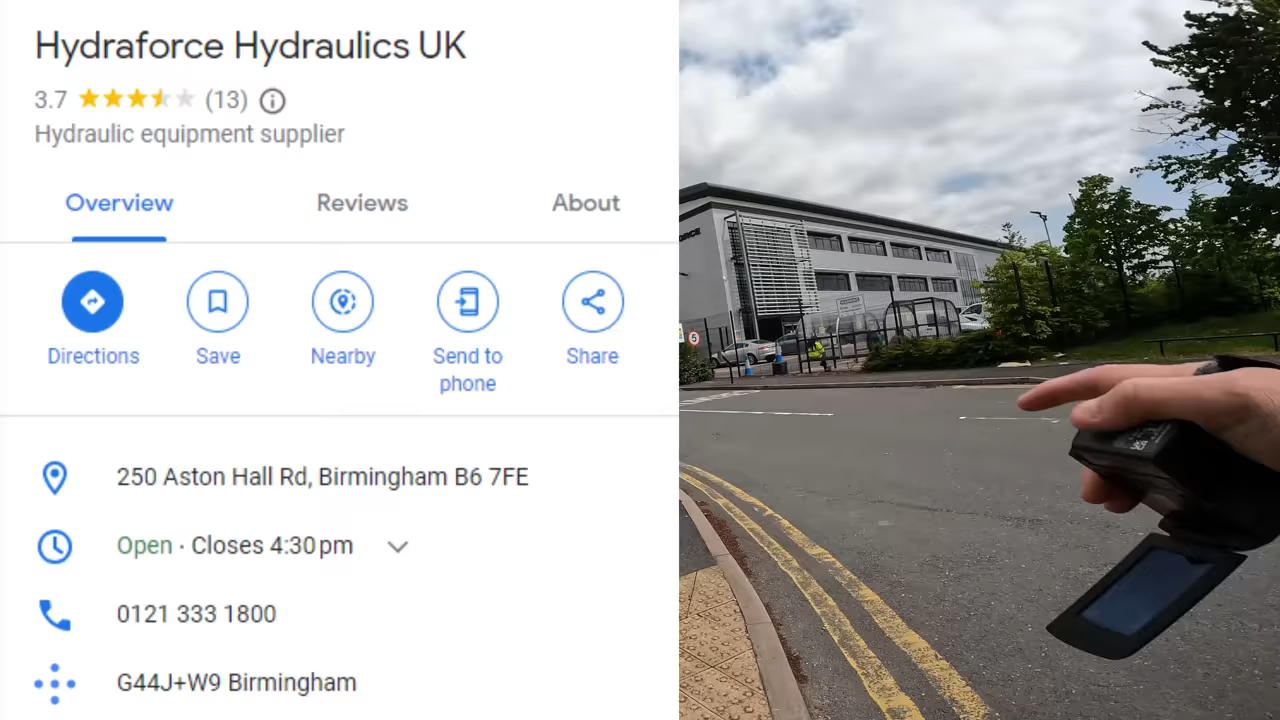 Hydraforce Hydraulics UK
3.7 (13)
Hydraulic equipment supplier
Overview Reviews About
Directions Save Nearby Send to phone Share
250 Aston Hall Rd, Birmingham B6 7FE
Open · Closes 4:30 pm
0121 333 1800
G44J+W9 Birmingham
5